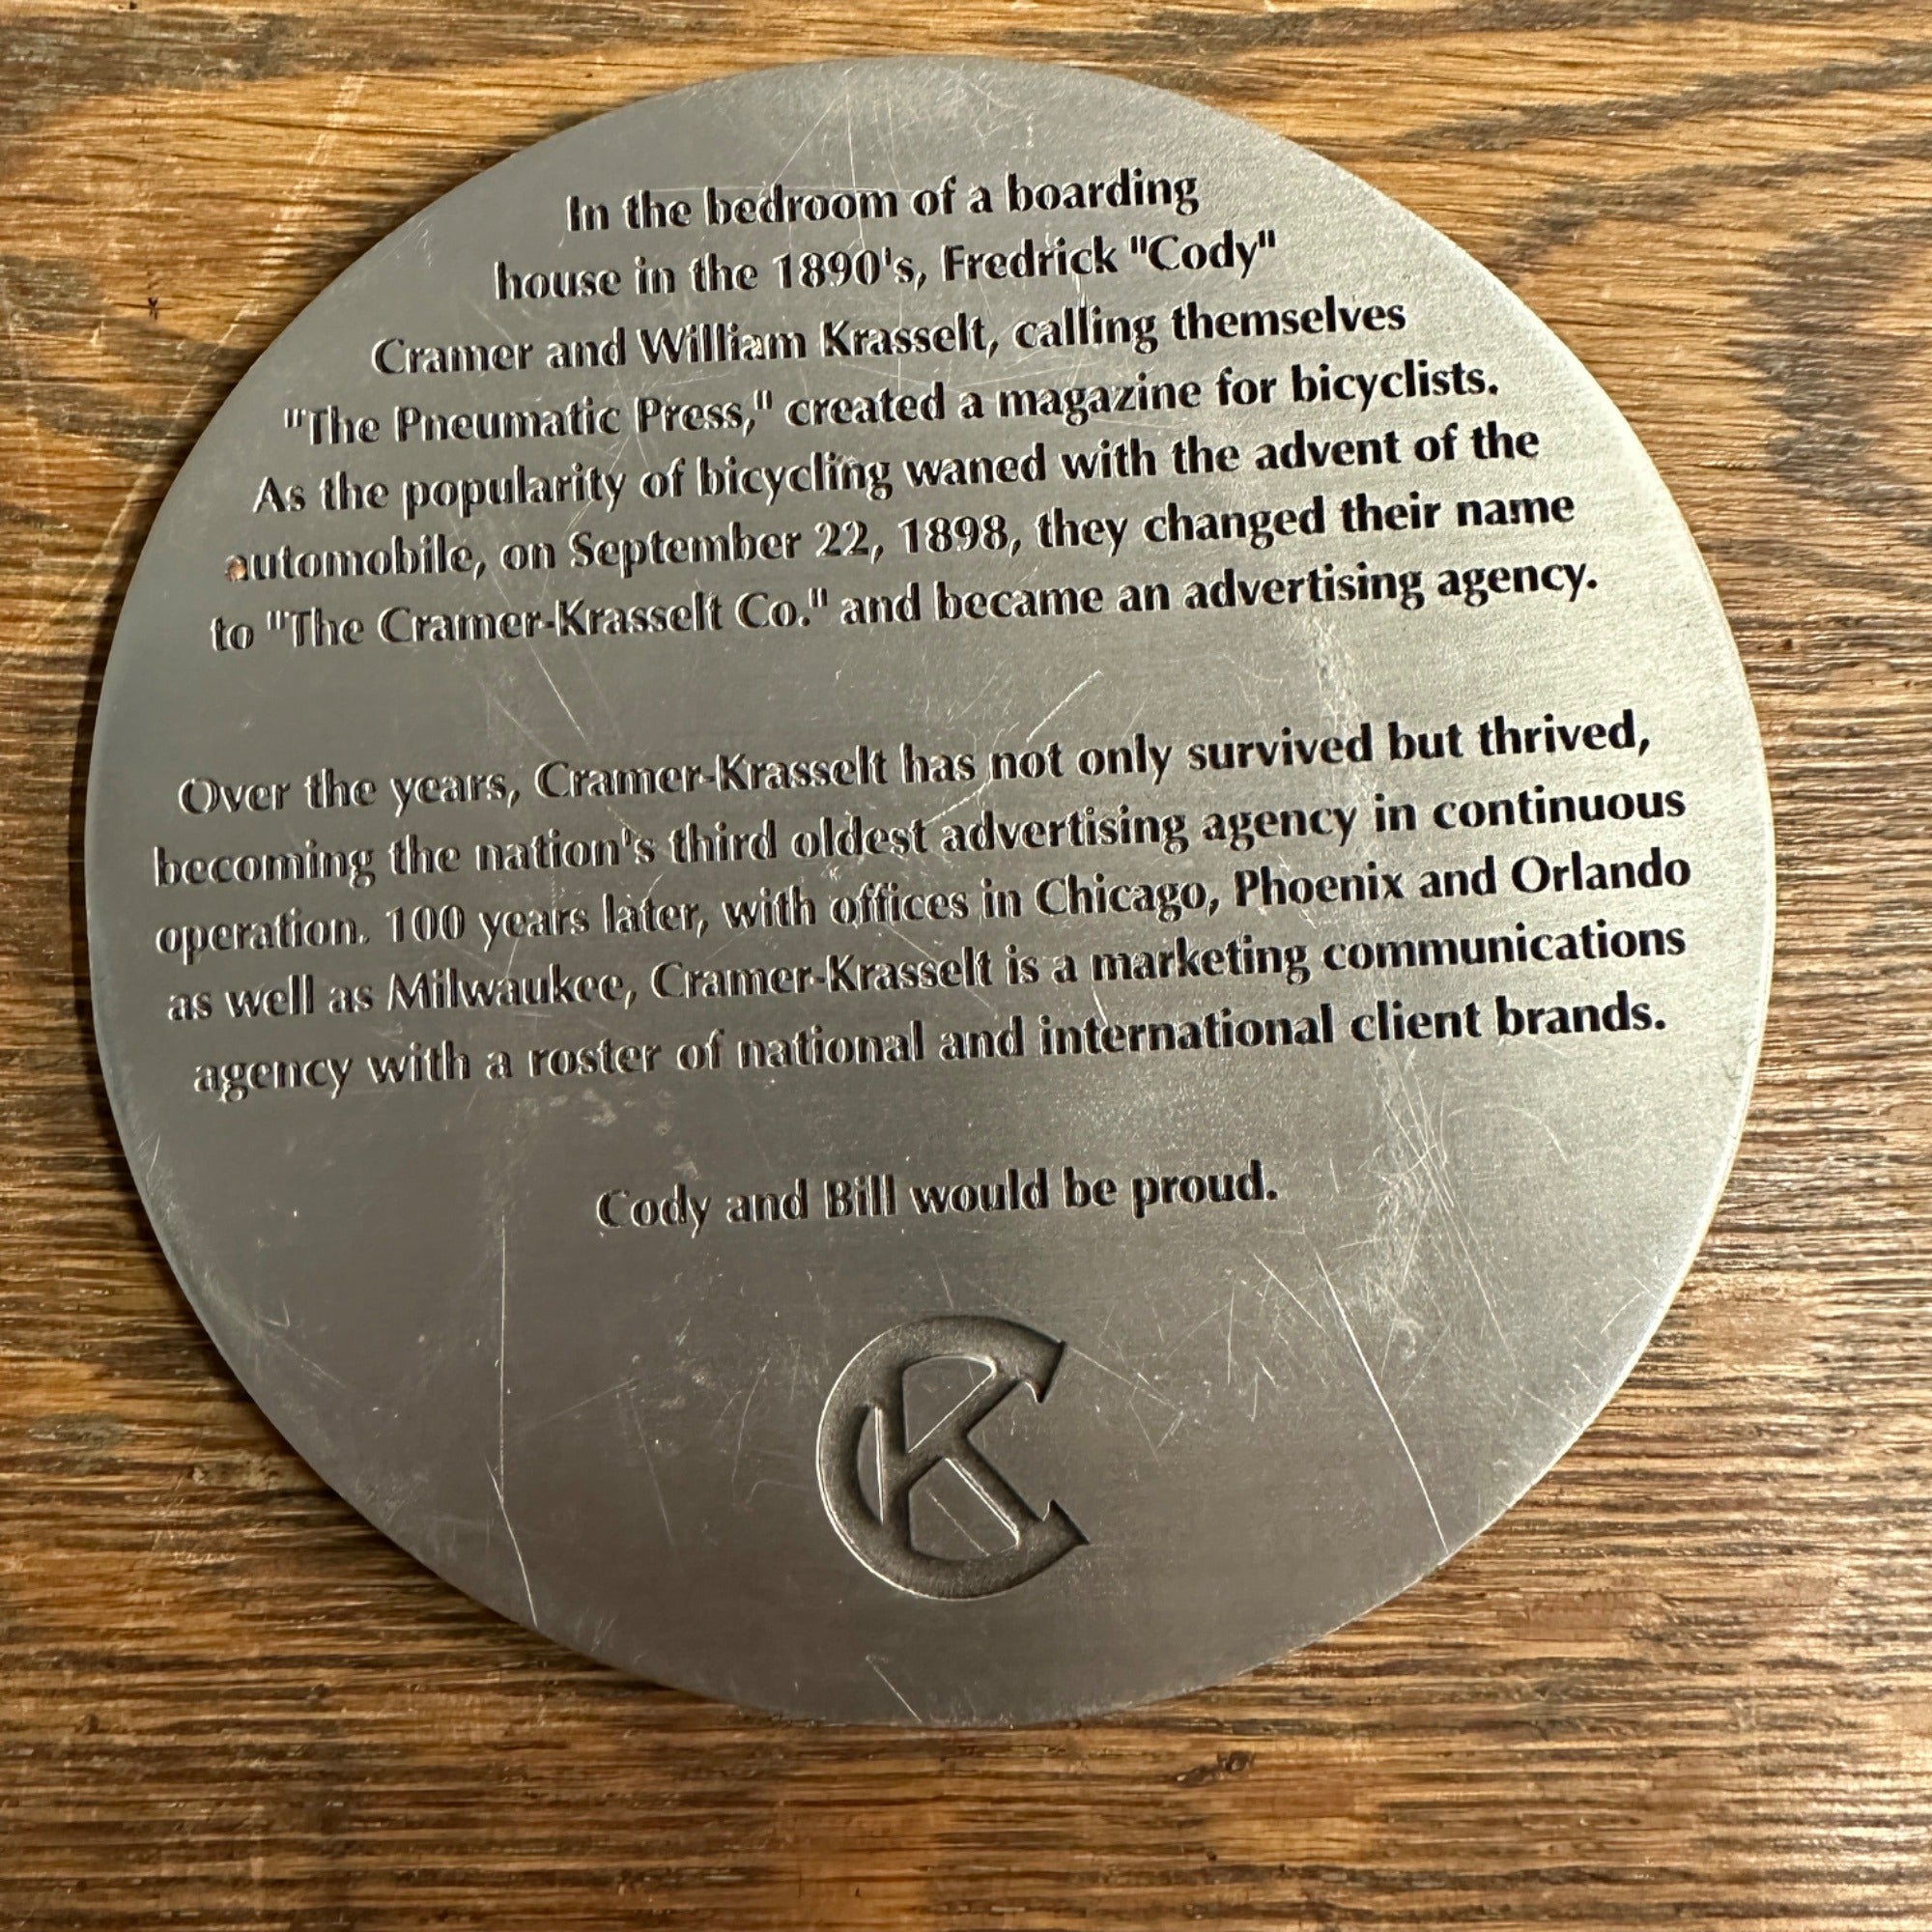 In the bedroom of a boarding
house in the 1890's, Fredrick "Cody"
Cramer and William Krasselt, calling themselves
"The Pneumatic Press," created a magazine for bicyclists.
As the popularity of bicycling waned with the advent of the
automobile, on September 22, 1898, they changed their name
to "The Cramer-Krasselt Co." and became an advertising agency.
Over the years, Cramer-Krasselt has not only survived but thrived,
becoming the nation's third oldest advertising agency in continuous
operation. 100 years later, with offices in Chicago, Phoenix and Orlando
as well as Milwaukee, Cramer-Krasselt is a marketing communications
agency with a roster of national and international client brands.
Cody and Bill would be proud.
CK